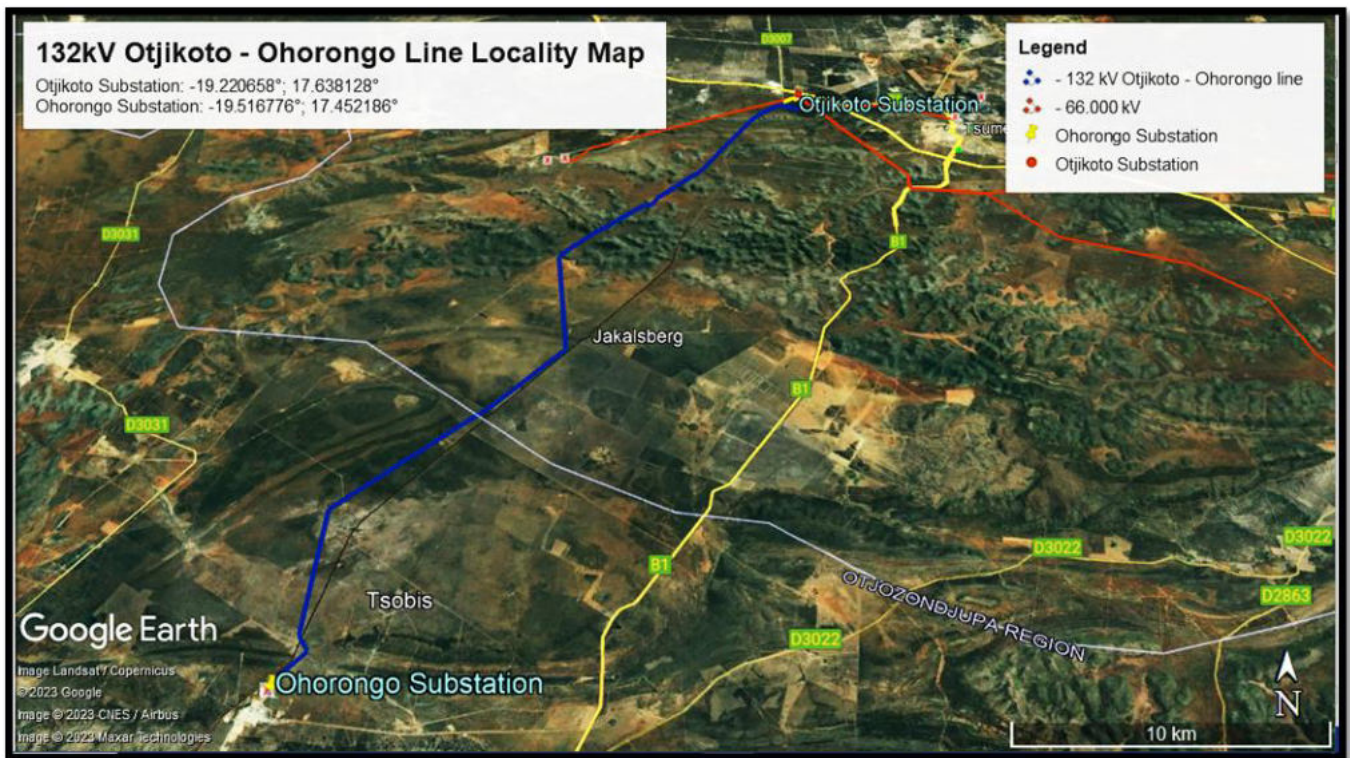 132kV Otjikoto - Ohorongo Line Locality Map
Otjikoto Substation: -19.220658°; 17.638128°
Ohorongo Substation: -19.516776°; 17.452186°
Legend
- 132 kV Otjikoto - Ohorongo line
- 66.000 kV
Ohorongo Substation
Otjikoto Substation
D3007
Otjikoto Substation
Tsume
D3031
B1
Jakalsberg
B1
D3031
B1
D3022
D3022
OTJOZONDJUPA REGION
D2863
Tsobis
D3022
Google Earth
Ohorongo Substation
Image Landsat / Copernicus
© 2023 Google
Image © 2023 CNES / Airbus
Image © 2023 Maxar Technologies
N
10 km